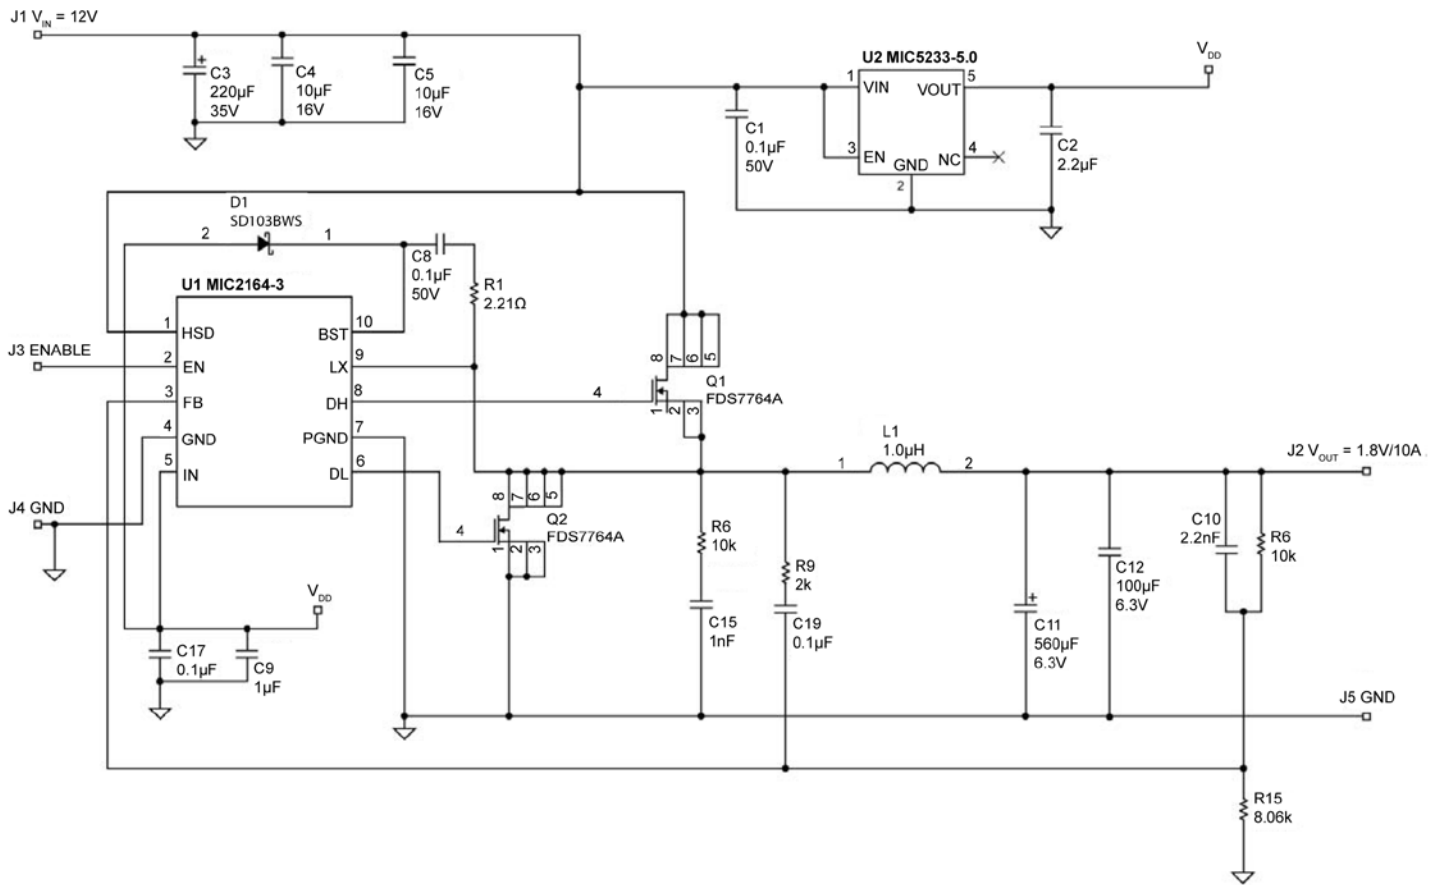 J1 VIN = 12V
C3
220µF
35V
C4
10µF
16V
C5
10µF
16V
U2 MIC5233-5.0
VDD
1
VIN
VOUT
5
3
EN
GND
NC
4
2
C1
0.1µF
50V
C2
2.2µF
D1
SD103BWS
2
1
C8
0.1µF
50V
R1
2.21Ω
U1 MIC2164-3
1
HSD
BST
10
J3 ENABLE
2
EN
LX
9
3
FB
DH
8
4
GND
PGND
7
5
IN
DL
6
8
7
6
5
4
Q1
FDS7764A
1
2
3
L1
1.0µH
1
2
J2 VOUT = 1.8V/10A
J4 GND
8
7
6
5
4
Q2
FDS7764A
1
2
3
R6
10k
R9
2k
C15
1nF
C19
0.1µF
C10
2.2nF
R6
10k
C12
100µF
6.3V
C11
560µF
6.3V
VDD
C17
0.1µF
C9
1µF
J5 GND
R15
8.06k